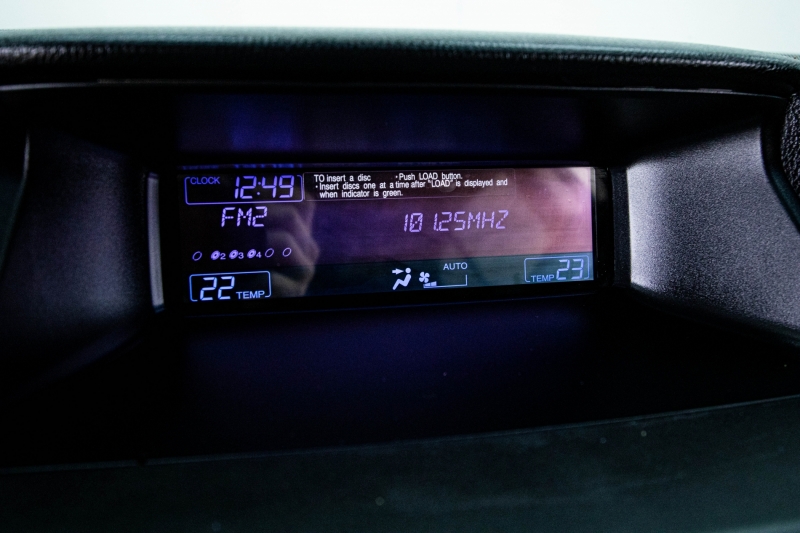 CLOCK 12:49
TO insert a disc •Push LOAD button.
•Insert discs one at a time after "LOAD" is displayed and
when indicator is green.
FM2 101.25MHZ
2 3 4
AUTO
22 TEMP
TEMP 23